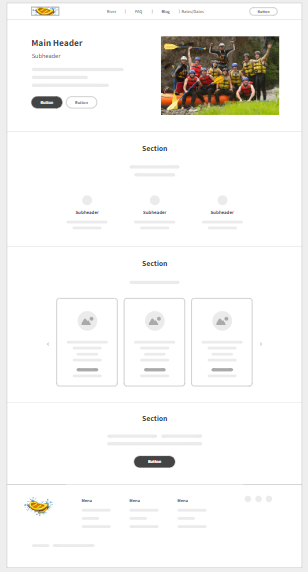 River | FAQ | Blog | Rates/Dates Button
Main Header
Subheader
Button Button
Section
Subheader Subheader Subheader
Section
Section
Button
Menu Menu Menu